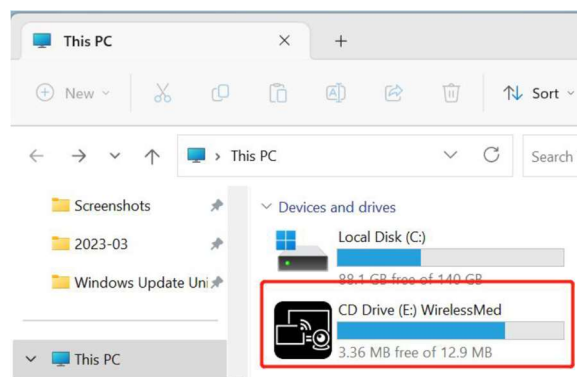 This PC
New
Sort
This PC
Search
Screenshots
2023-03
Windows Update Uni
This PC
Devices and drives
Local Disk (C:)
88.1 GB free of 140 GB
CD Drive (E:) WirelessMed
3.36 MB free of 12.9 MB